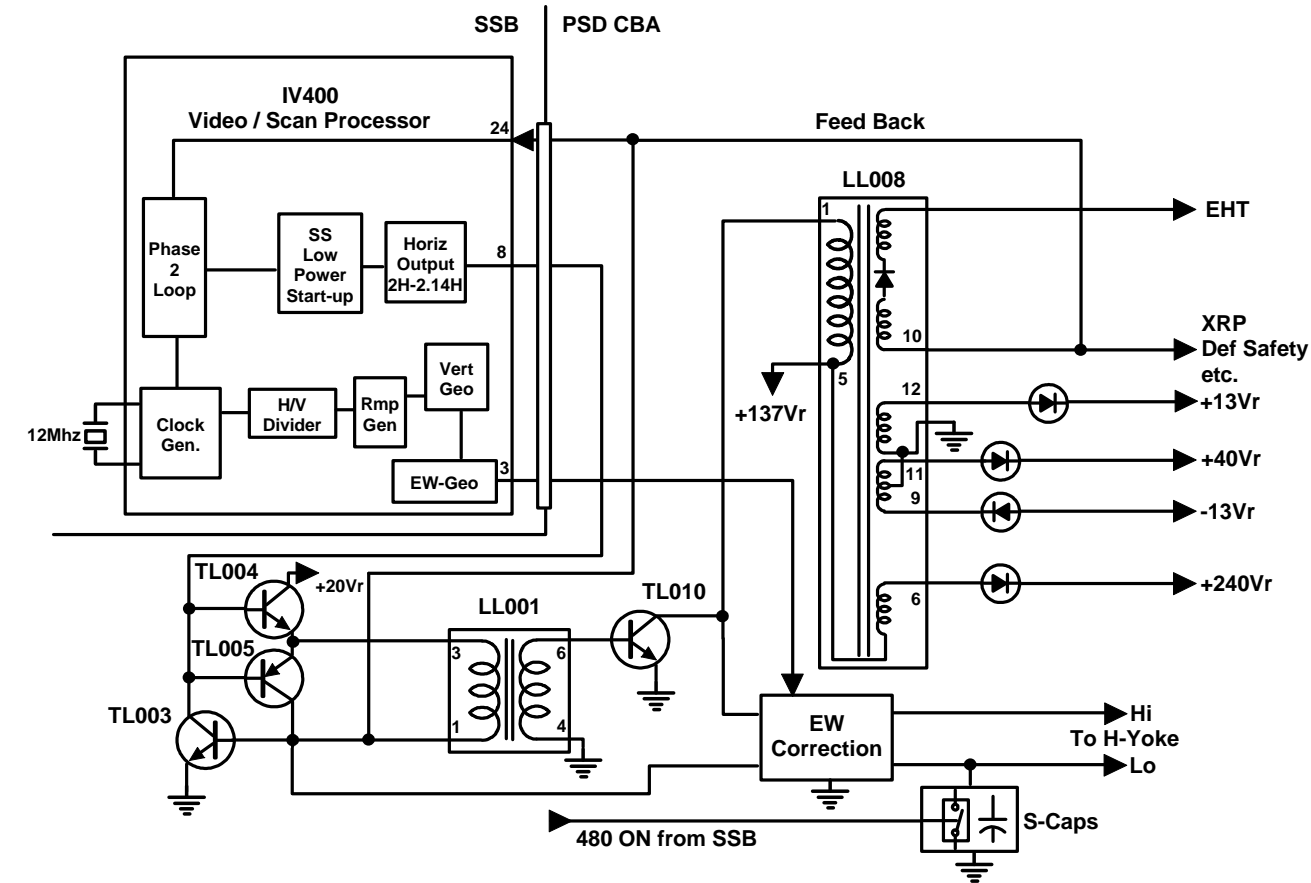 SSB
PSD CBA
IV400
Video / Scan Processor
24
Feed Back
LL008
1
EHT
Phase
2
Loop
SS
Low
Power
Start-up
Horiz
Output
2H-2.14H
8
10
XRP
Def Safety
etc.
5
+137Vr
12
+13Vr
Vert
Geo
12Mhz
Clock
Gen.
H/V
Divider
Rmp
Gen
EW-Geo
3
11
+40Vr
9
-13Vr
TL004
+20Vr
LL001
TL010
6
+240Vr
TL005
3
6
TL003
1
4
EW
Correction
Hi
To H-Yoke
Lo
480 ON from SSB
S-Caps